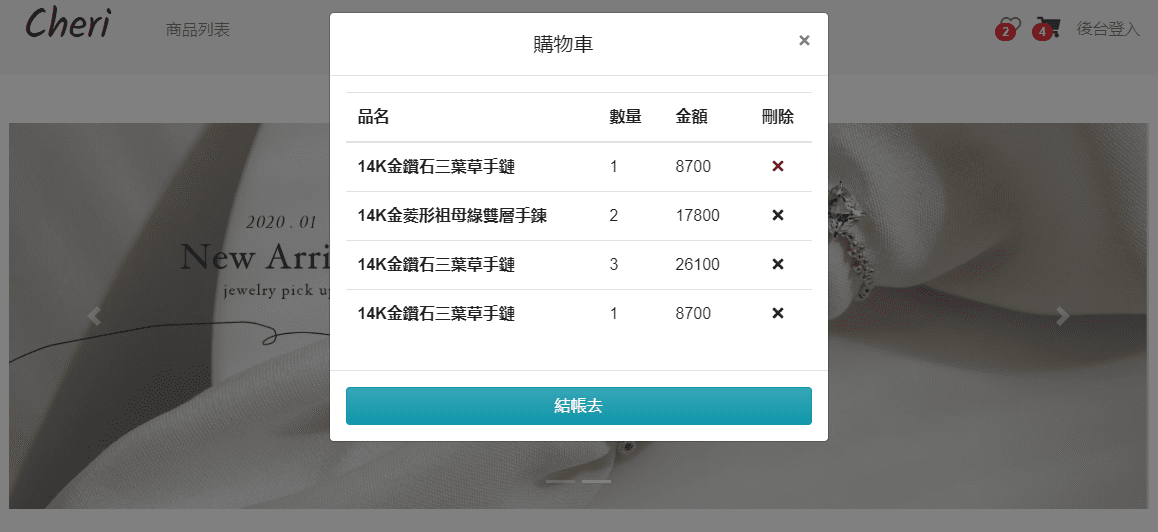 Cheri
商品列表
2
4
後台登入
購物車
×
品名 數量 金額 刪除
14K金鑽石三葉草手鏈 1 8700
14K金菱形祖母綠雙層手鍊 2 17800
14K金鑽石三葉草手鏈 3 26100
14K金鑽石三葉草手鏈 1 8700
結帳去
2020 . 01
New Arri
jewelry pick up